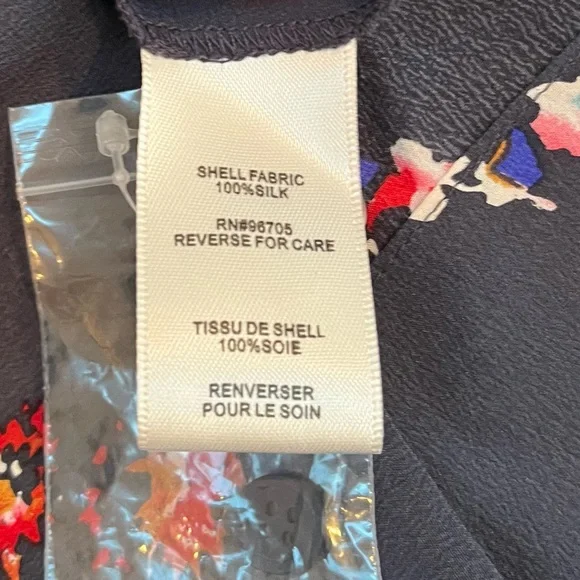 SHELL FABRIC
100%SILK
RN#96705
REVERSE FOR CARE
TISSU DE SHELL
100%SOIE
RENVERSER
POUR LE SOIN